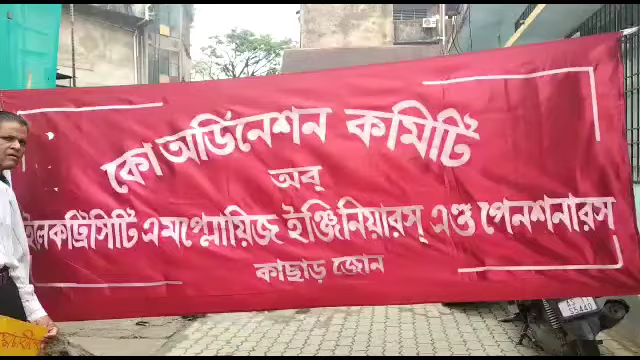 কো অর্ডিনেশন কমিটি
অব্
ইলেকট্রিসিটি এমপ্লোয়িজ ইঞ্জিনিয়ারস্ এণ্ড পেনশনারস
কাছাড় জোন